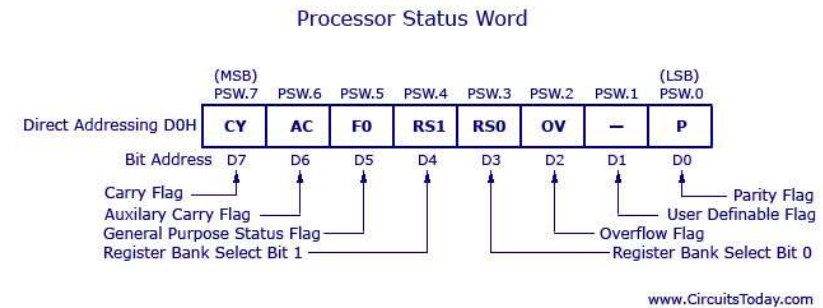 Processor Status Word
(MSB) (LSB)
PSW.7 PSW.6 PSW.5 PSW.4 PSW.3 PSW.2 PSW.1 PSW.0
Direct Addressing D0H CY AC F0 RS1 RS0 OV — P
Bit Address D7 D6 D5 D4 D3 D2 D1 D0
Carry Flag Parity Flag
Auxilary Carry Flag User Definable Flag
General Purpose Status Flag Overflow Flag
Register Bank Select Bit 1 Register Bank Select Bit 0
www.CircuitsToday.com